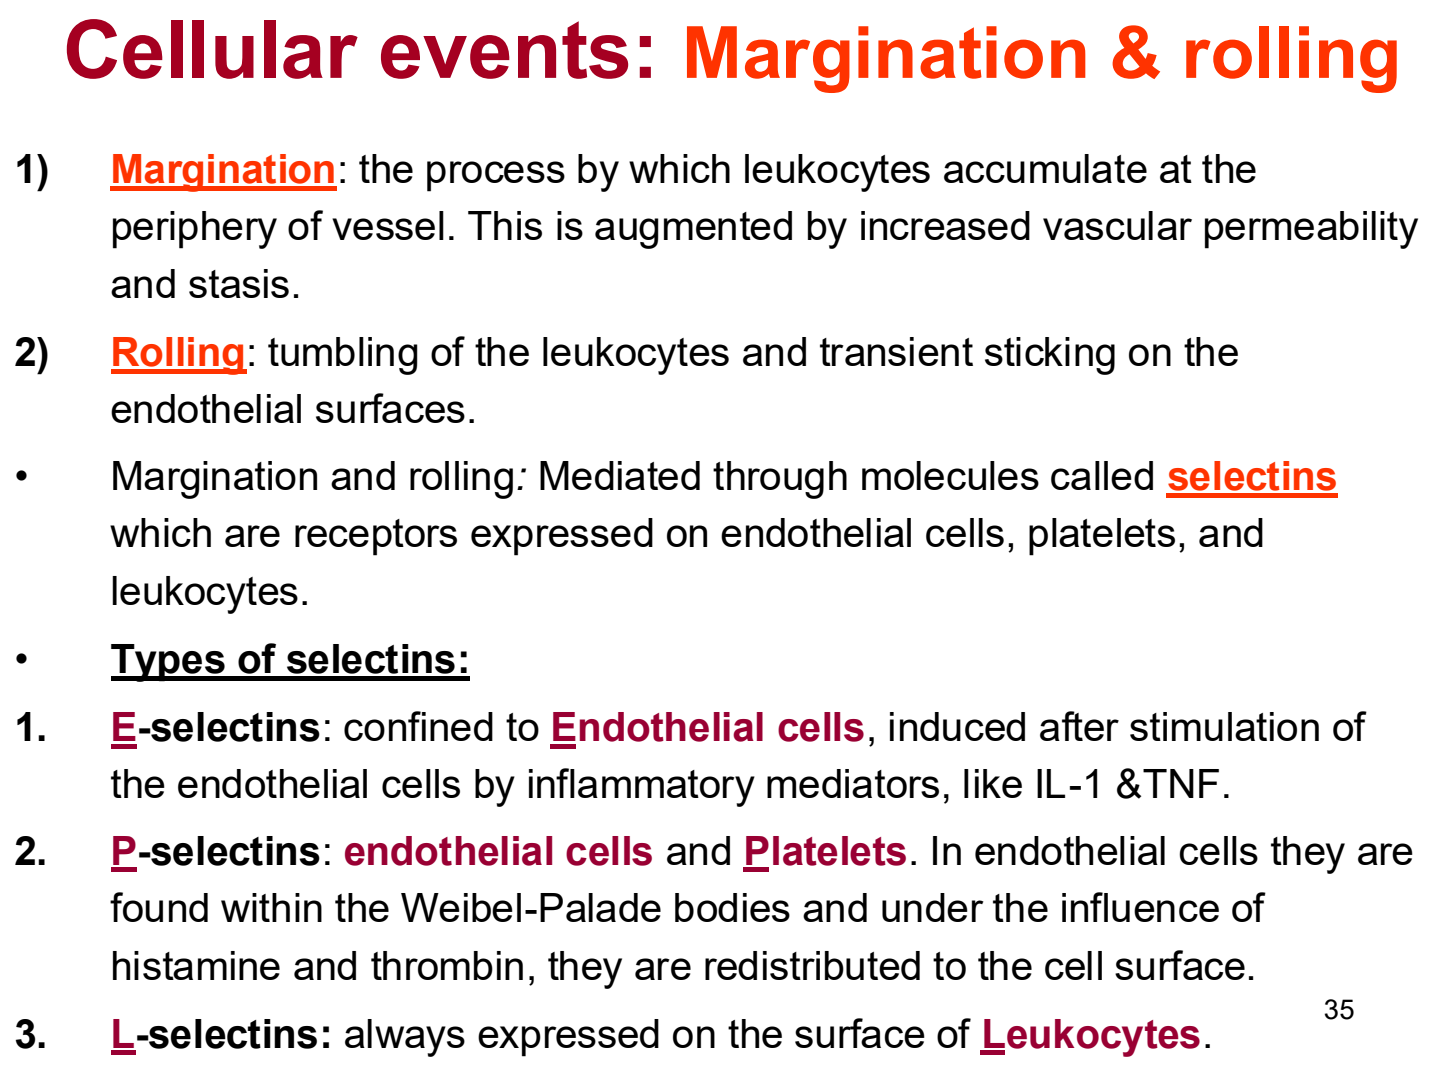 Cellular events: Margination & rolling
1) Margination: the process by which leukocytes accumulate at the
periphery of vessel. This is augmented by increased vascular permeability
and stasis.
2) Rolling: tumbling of the leukocytes and transient sticking on the
endothelial surfaces.
• Margination and rolling: Mediated through molecules called selectins
which are receptors expressed on endothelial cells, platelets, and
leukocytes.
• Types of selectins:
1. E-selectins: confined to Endothelial cells, induced after stimulation of
the endothelial cells by inflammatory mediators, like IL-1 &TNF.
2. P-selectins: endothelial cells and Platelets. In endothelial cells they are
found within the Weibel-Palade bodies and under the influence of
histamine and thrombin, they are redistributed to the cell surface.
3. L-selectins: always expressed on the surface of Leukocytes.
35